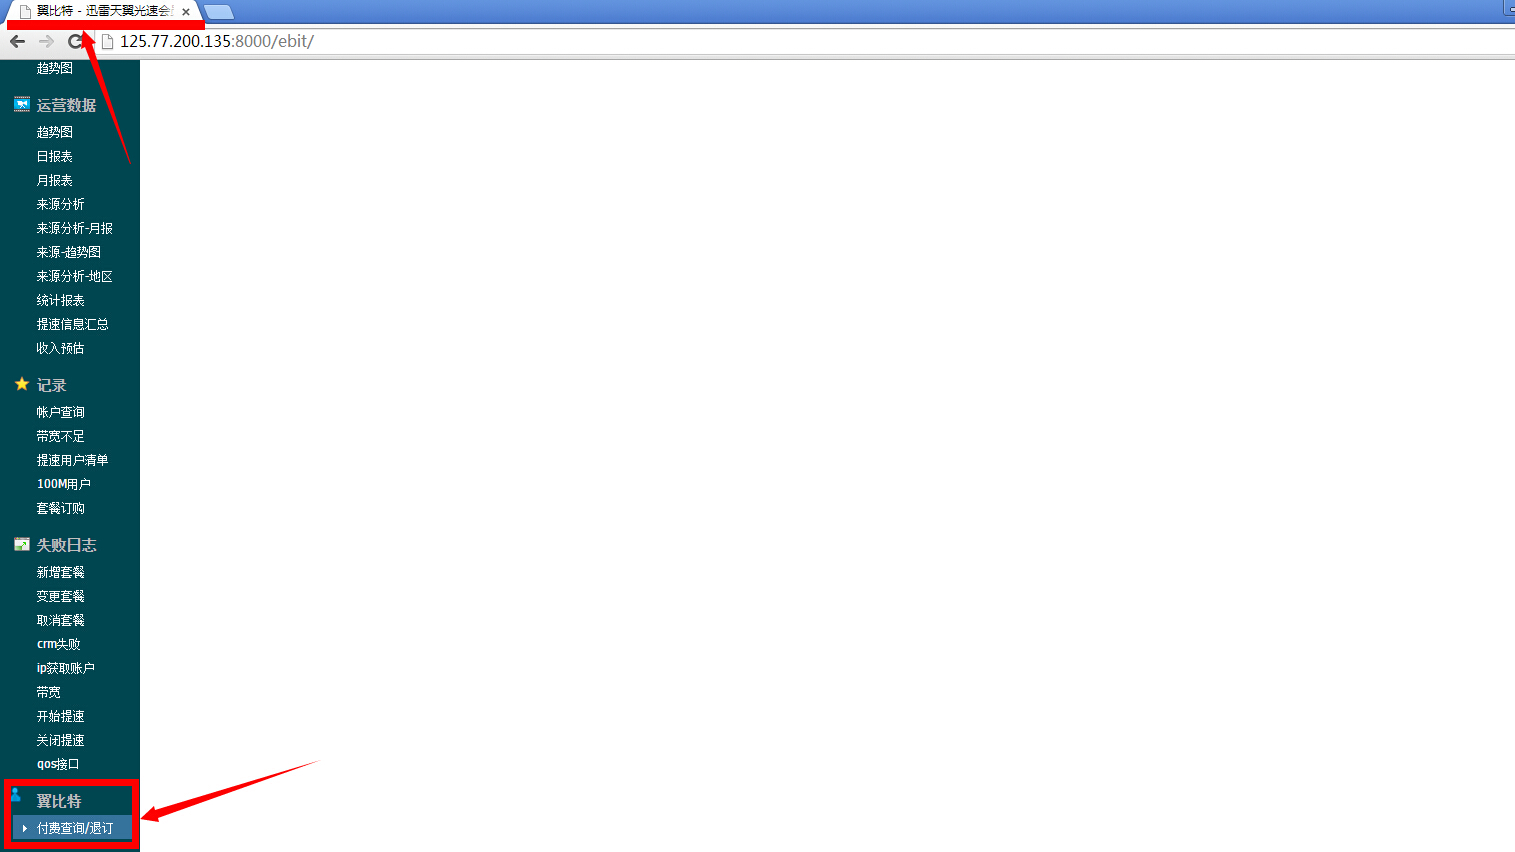 翼比特 - 迅雷天翼光速会
125.77.200.135:8000/ebit/
趋势图
运营数据
趋势图
日报表
月报表
来源分析
来源分析-月报
来源-趋势图
来源分析-地区
统计报表
提速信息汇总
收入预估
记录
帐户查询
带宽不足
提速用户清单
100M用户
套餐订购
失败日志
新增套餐
变更套餐
取消套餐
crm失败
ip获取账户
带宽
开始提速
关闭提速
qos接口
翼比特
付费查询/退订